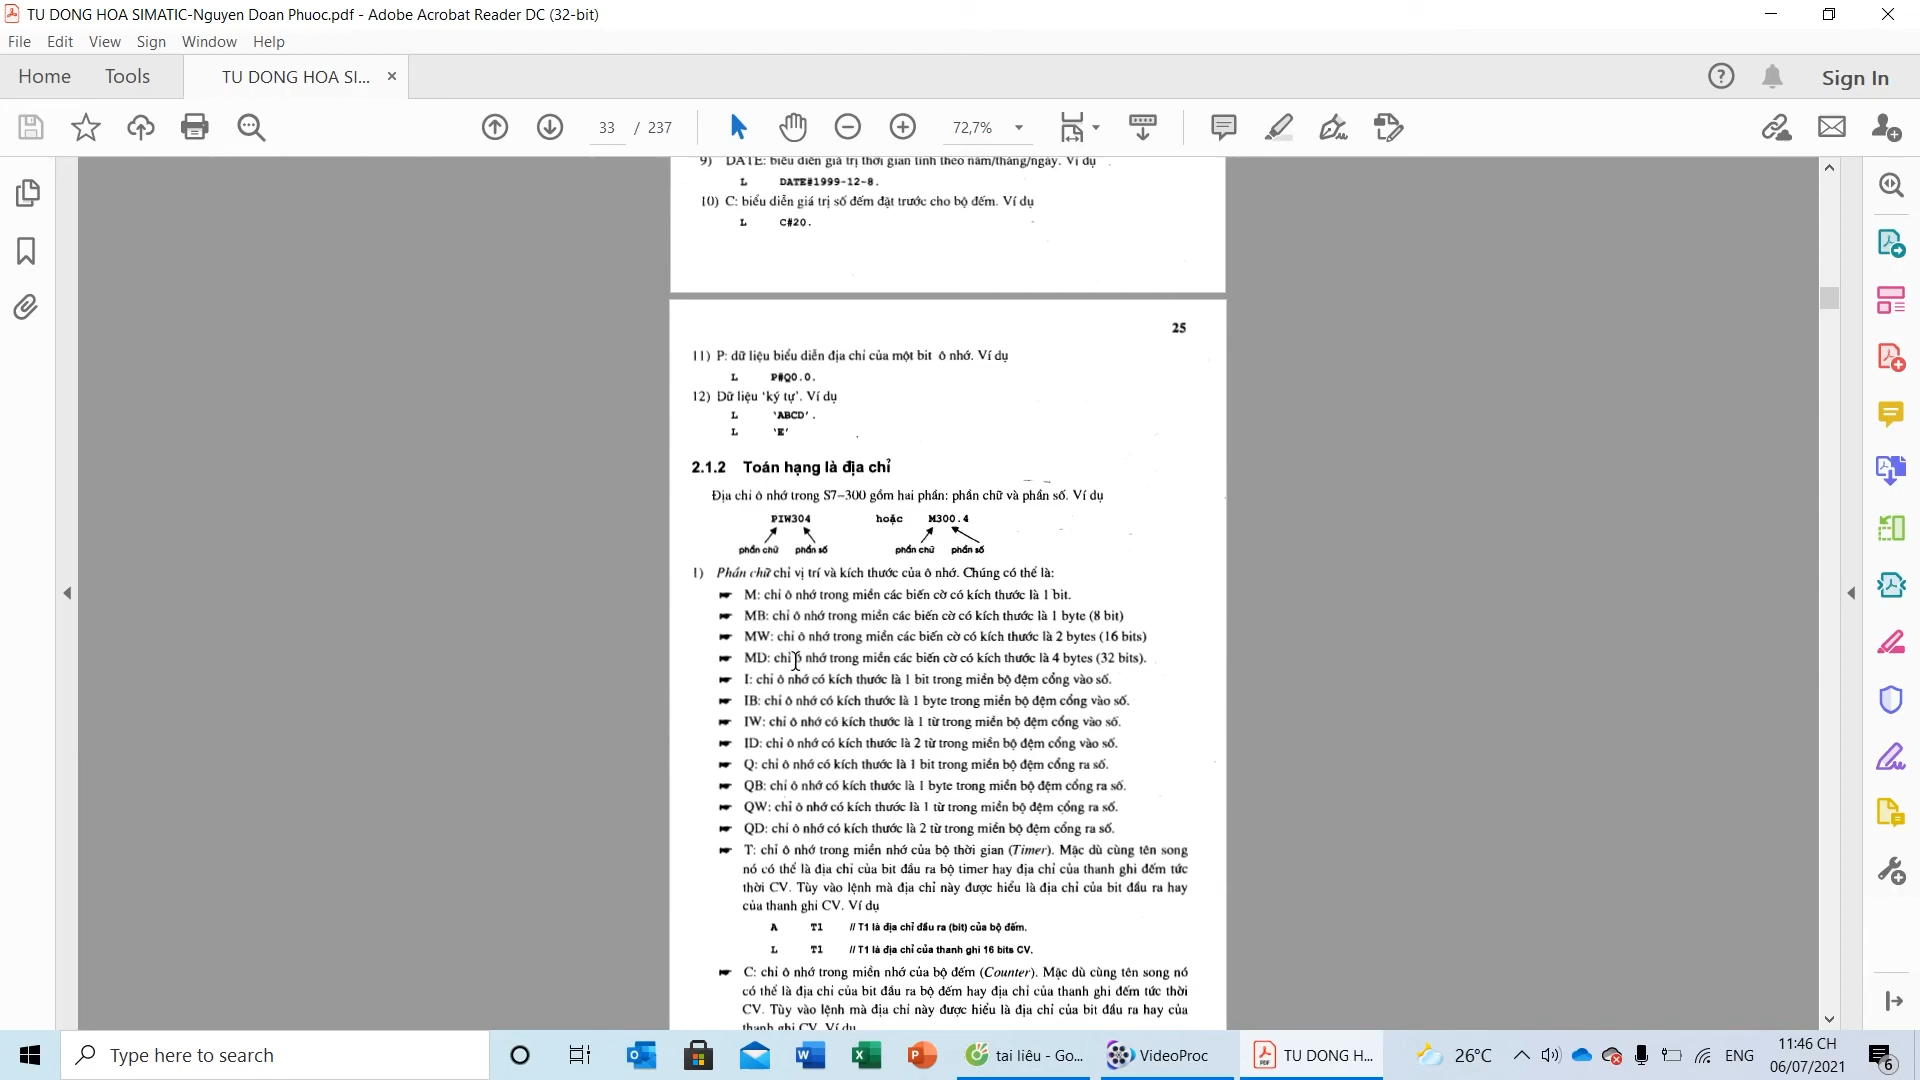 TU DONG HOA SIMATIC-Nguyen Doan Phuoc.pdf - Adobe Acrobat Reader DC (32-bit)
File Edit View Sign Window Help
Home Tools TU DONG HOA SI... Sign In
33 / 237 72,7%
9) DATE: biểu diễn giá trị thời gian tính theo năm/tháng/ngày. Ví dụ
L DATE#1999-12-8.
10) C: biểu diễn giá trị số đếm đặt trước cho bộ đếm. Ví dụ
L C#20.
25
11) P: dữ liệu biểu diễn địa chỉ của một bit ô nhớ. Ví dụ
L P#Q0.0.
12) Dữ liệu 'ký tự'. Ví dụ
L 'ABCD'.
L 'E'
2.1.2 Toán hạng là địa chỉ
Địa chỉ ô nhớ trong S7–300 gồm hai phần: phần chữ và phần số. Ví dụ
PIW304 hoặc M300.4
phần chữ phần số phần chữ phần số
1) Phần chữ chỉ vị trí và kích thước của ô nhớ. Chúng có thể là:
M: chỉ ô nhớ trong miền các biến cờ có kích thước là 1 bit.
MB: chỉ ô nhớ trong miền các biến cờ có kích thước là 1 byte (8 bit)
MW: chỉ ô nhớ trong miền các biến cờ có kích thước là 2 bytes (16 bits)
MD: chỉ ô nhớ trong miền các biến cờ có kích thước là 4 bytes (32 bits).
I: chỉ ô nhớ có kích thước là 1 bit trong miền bộ đệm cổng vào số.
IB: chỉ ô nhớ có kích thước là 1 byte trong miền bộ đệm cổng vào số.
IW: chỉ ô nhớ có kích thước là 1 từ trong miền bộ đệm cổng vào số.
ID: chỉ ô nhớ có kích thước là 2 từ trong miền bộ đệm cổng vào số.
Q: chỉ ô nhớ có kích thước là 1 bit trong miền bộ đệm cổng ra số.
QB: chỉ ô nhớ có kích thước là 1 byte trong miền bộ đệm cổng ra số.
QW: chỉ ô nhớ có kích thước là 1 từ trong miền bộ đệm cổng ra số.
QD: chỉ ô nhớ có kích thước là 2 từ trong miền bộ đệm cổng ra số.
T: chỉ ô nhớ trong miền nhớ của bộ thời gian (Timer). Mặc dù cùng tên song
nó có thể là địa chỉ của bit đầu ra bộ timer hay địa chỉ của thanh ghi đếm tức
thời CV. Tùy vào lệnh mà địa chỉ này được hiểu là địa chỉ của bit đầu ra hay
của thanh ghi CV. Ví dụ
A T1 // T1 là địa chỉ đầu ra (bit) của bộ đếm.
L T1 // T1 là địa chỉ của thanh ghi 16 bits CV.
C: chỉ ô nhớ trong miền nhớ của bộ đếm (Counter). Mặc dù cùng tên song nó
có thể là địa chỉ của bit đầu ra bộ đếm hay địa chỉ của thanh ghi đếm tức thời
CV. Tùy vào lệnh mà địa chỉ này được hiểu là địa chỉ của bit đầu ra hay của
thanh ghi CV. Ví dụ
Type here to search tai liêu - Go... VideoProc TU DONG H... 26°C ENG 11:46 CH
06/07/2021 6